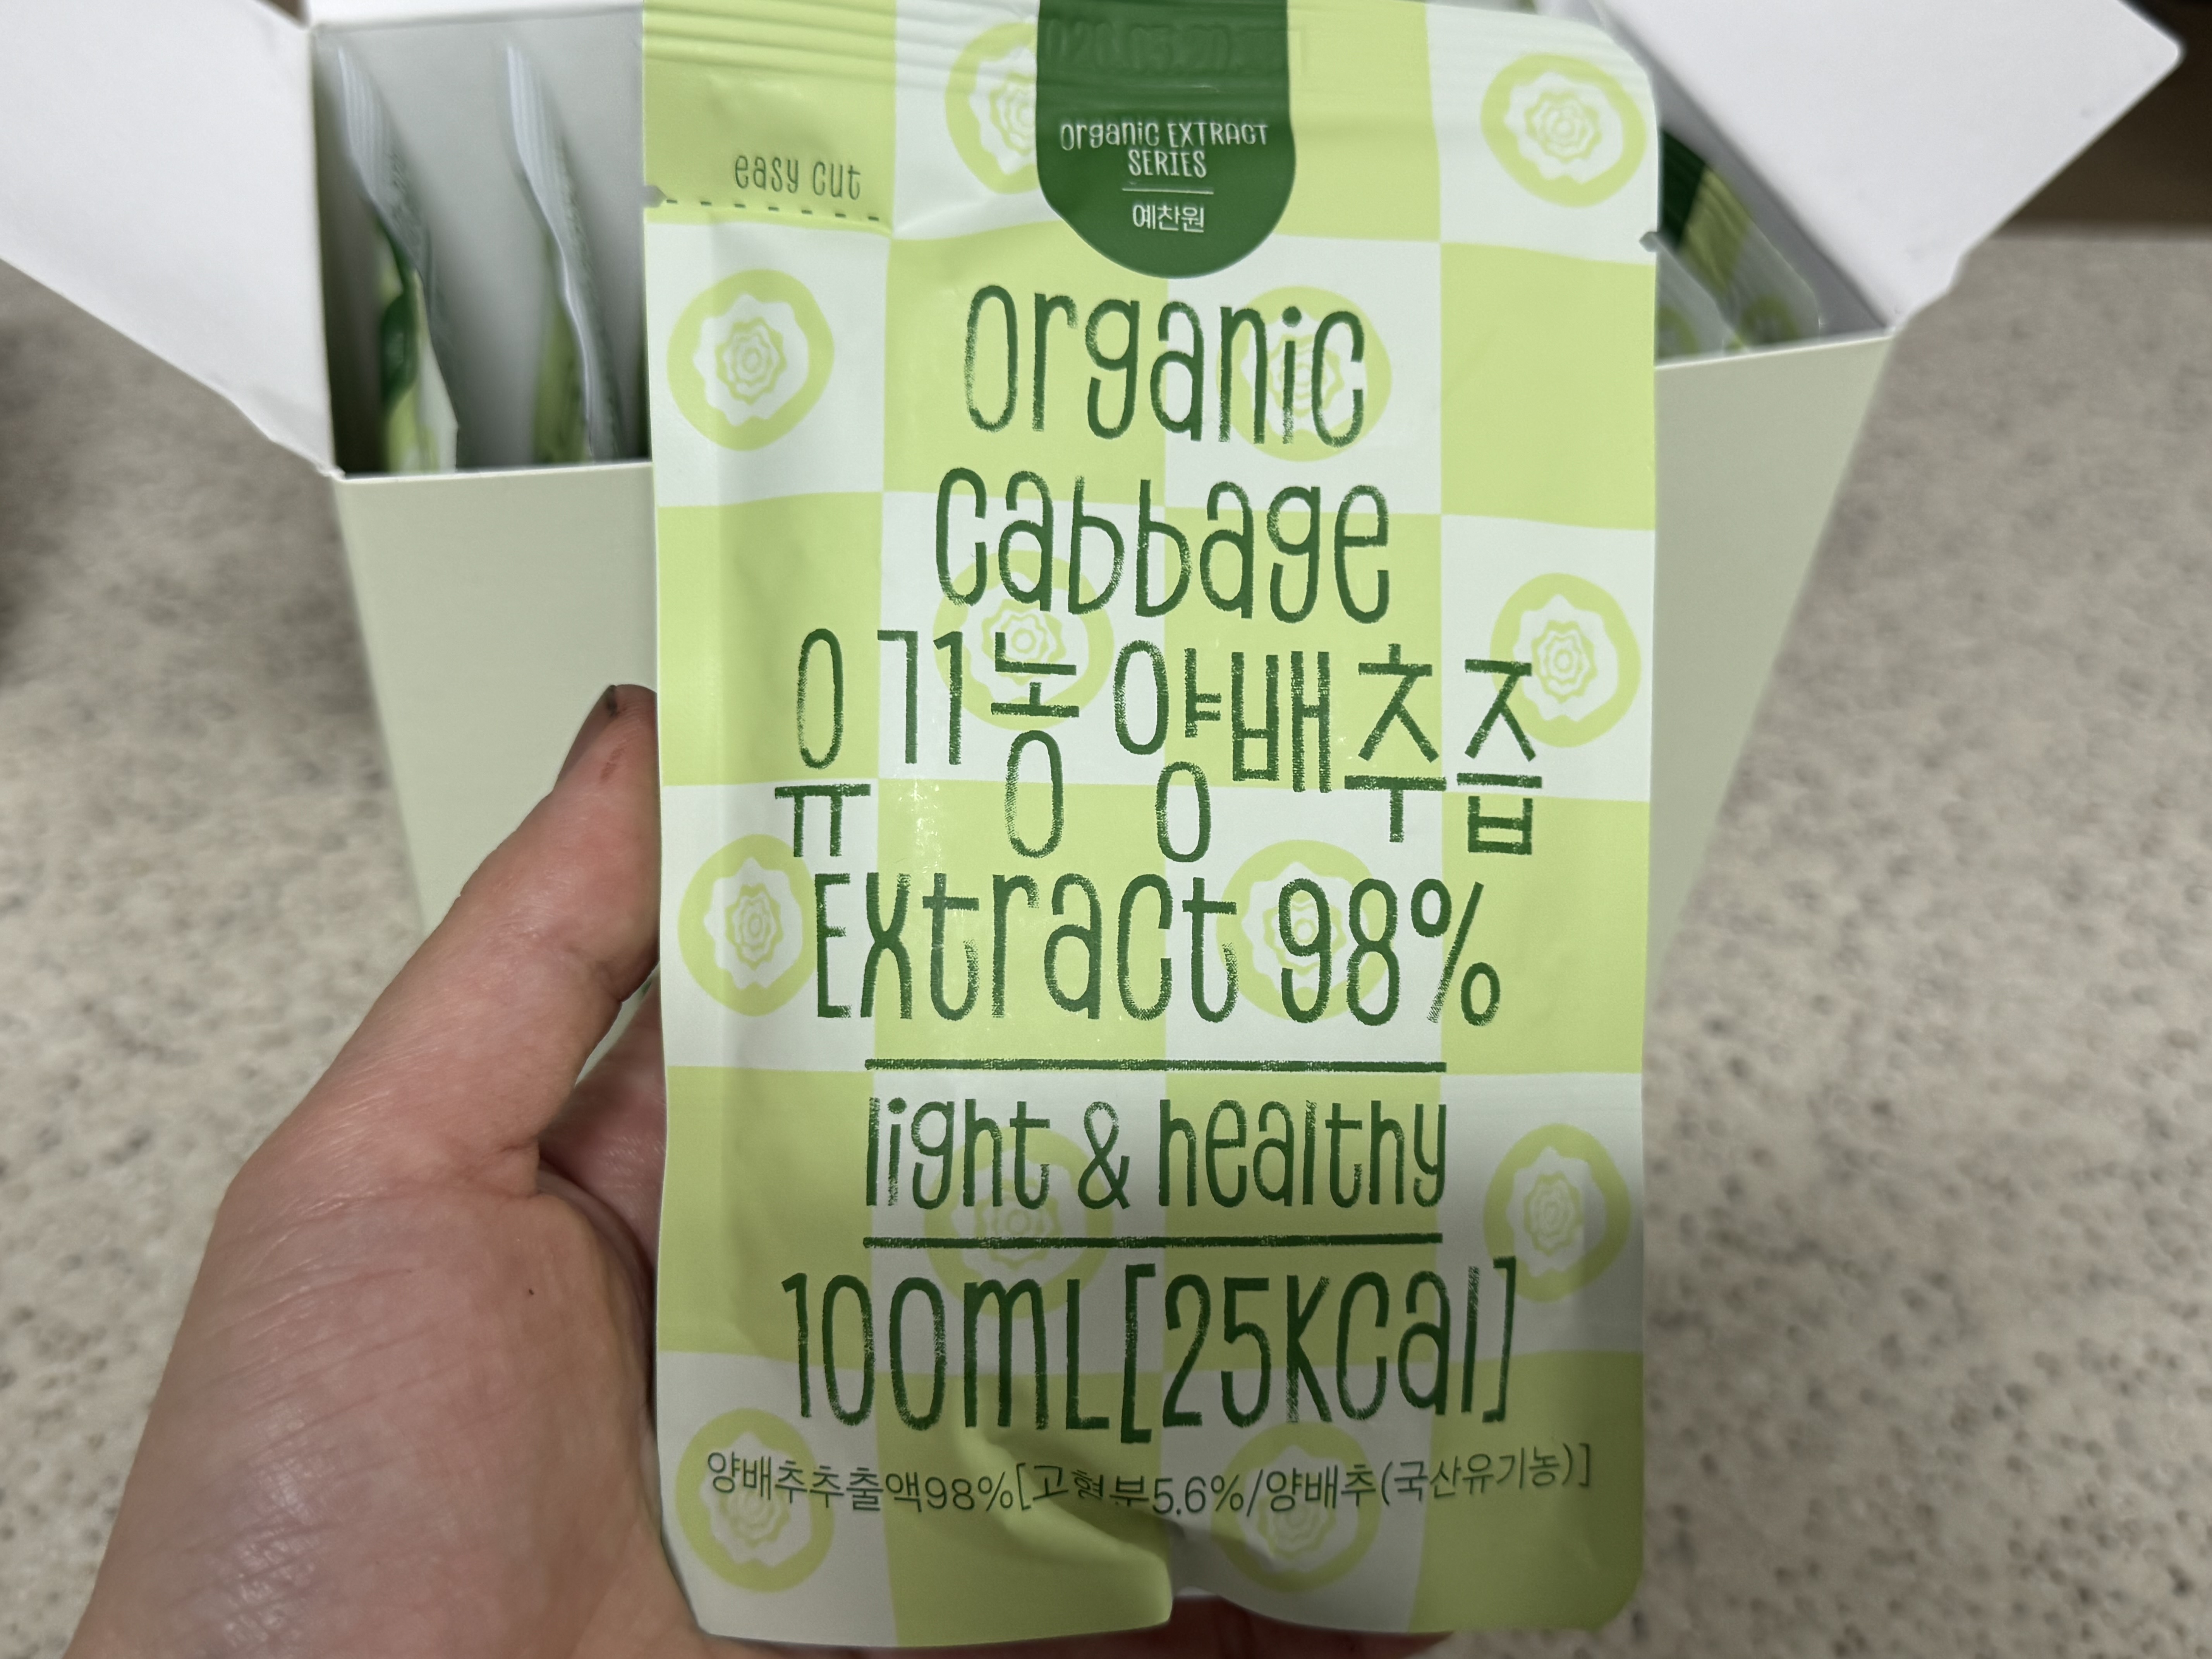 organic EXTRACT
SERIES
예찬원
easy cut
organic
cabbage
유기농양배추즙
Extract 98%
light & healthy
100mL[25Kcal]
양배추추출액98%[고형분5.6%/양배추(국산유기농)]